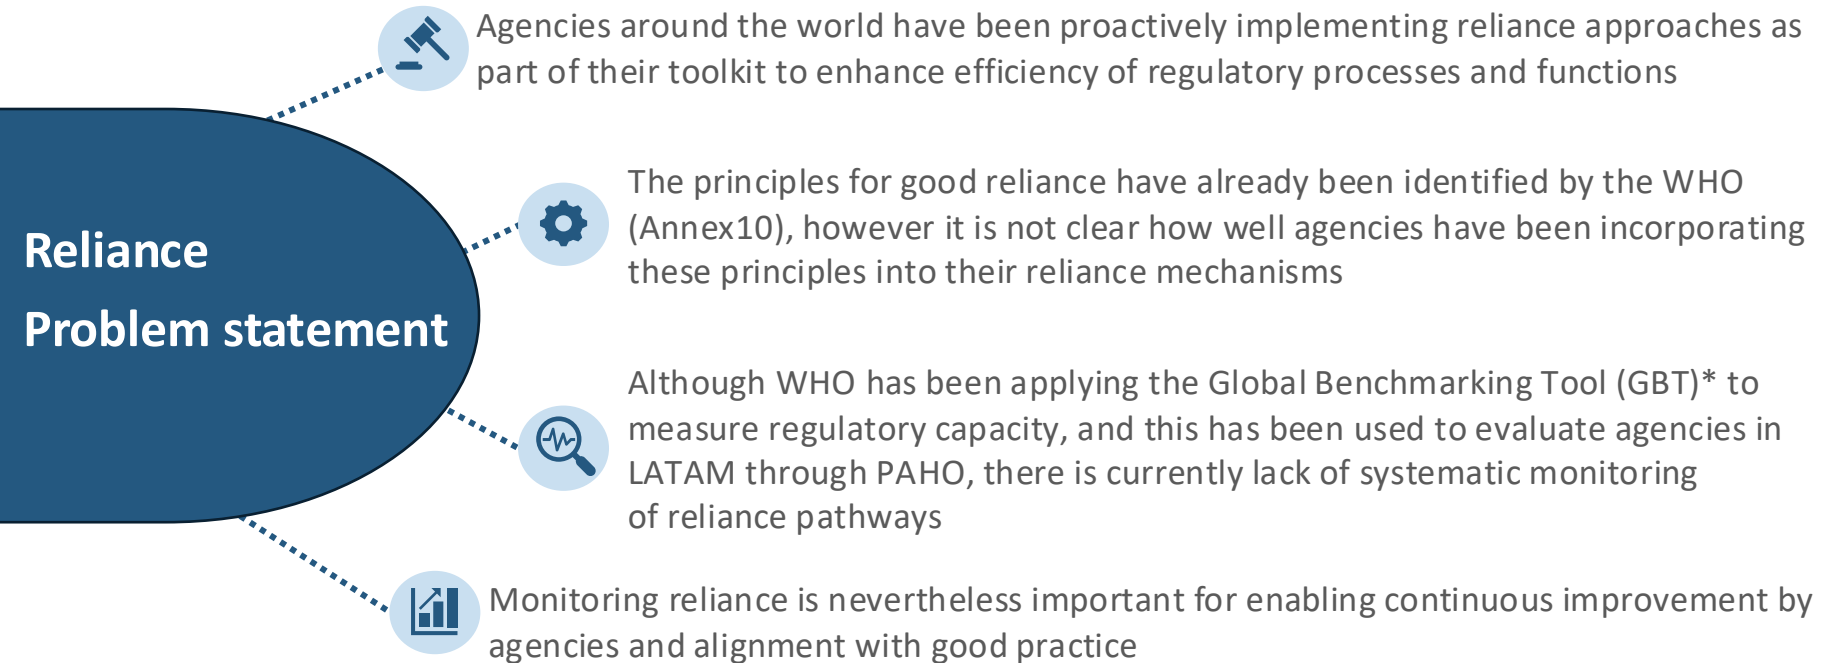 Reliance
Problem statement
Agencies around the world have been proactively implementing reliance approaches as
part of their toolkit to enhance efficiency of regulatory processes and functions
The principles for good reliance have already been identified by the WHO
(Annex10), however it is not clear how well agencies have been incorporating
these principles into their reliance mechanisms
Although WHO has been applying the Global Benchmarking Tool (GBT)* to
measure regulatory capacity, and this has been used to evaluate agencies in
LATAM through PAHO, there is currently lack of systematic monitoring
of reliance pathways
Monitoring reliance is nevertheless important for enabling continuous improvement by
agencies and alignment with good practice